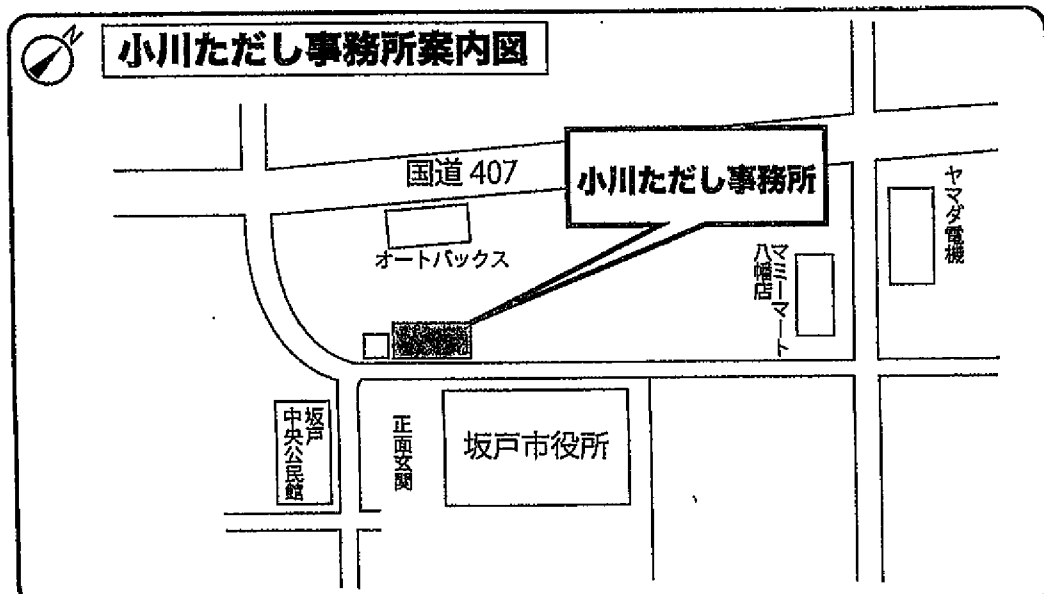 N
小川ただし事務所案内図
国道 407
小川ただし事務所
オートバックス
ヤマダ電機
マミーマート
八幡店
坂戸
中央公民館
正面玄関
坂戸市役所